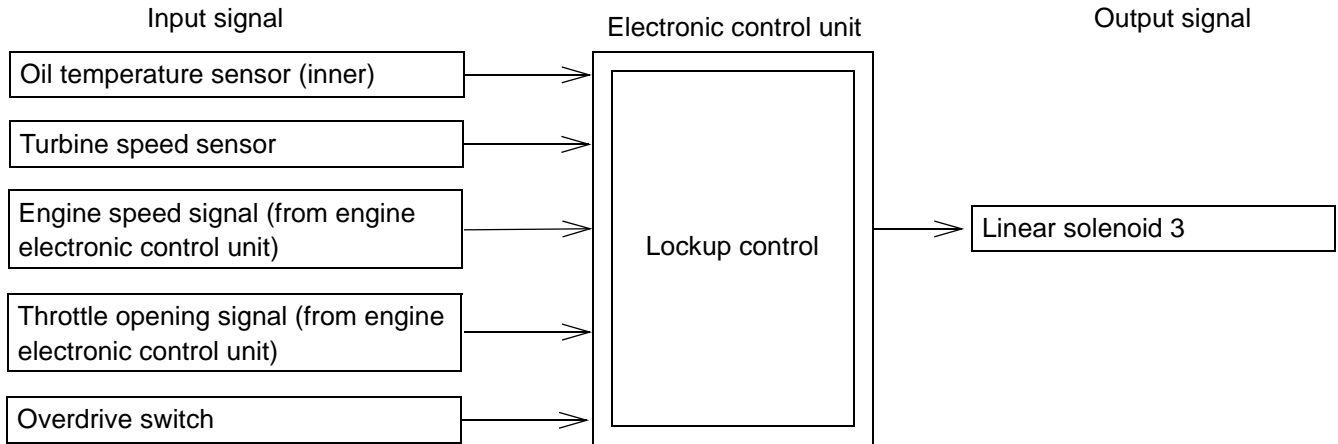 Input signal
Electronic control unit
Output signal
Oil temperature sensor (inner)
Turbine speed sensor
Engine speed signal (from engine
electronic control unit)
Lockup control
Linear solenoid 3
Throttle opening signal (from engine
electronic control unit)
Overdrive switch